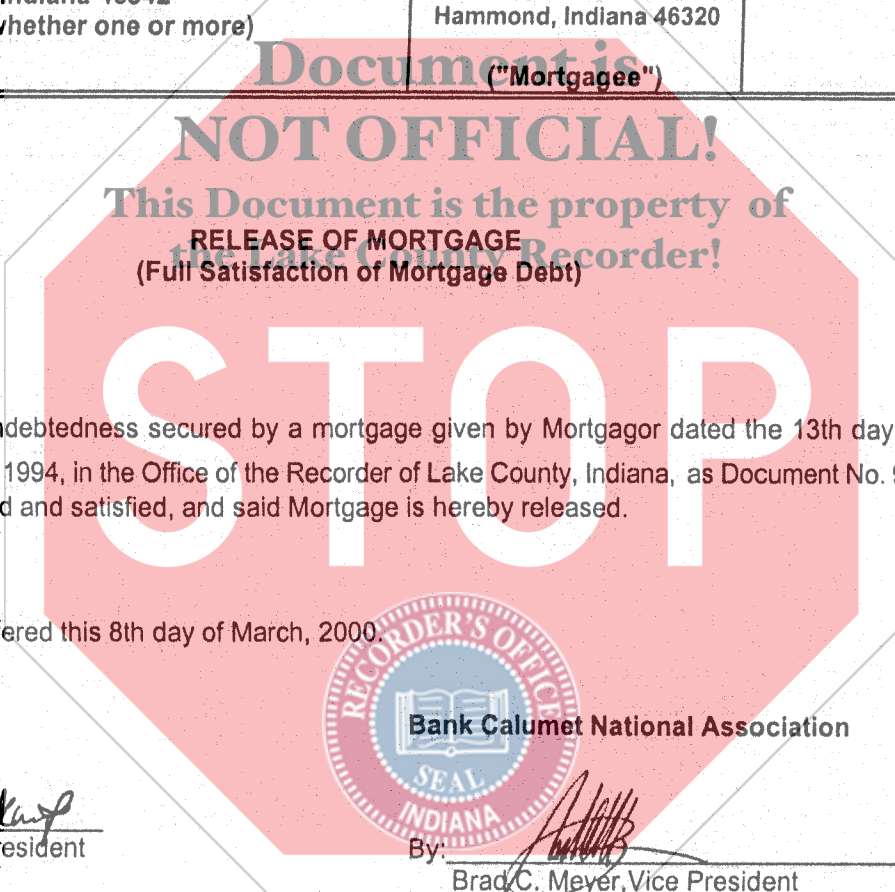 whether one or more)
Hammond, Indiana 46320
("Mortgagee")
Document is
NOT OFFICIAL!
This Document is the property of
the Lake County Recorder!
RELEASE OF MORTGAGE
(Full Satisfaction of Mortgage Debt)
STOP
ndebtedness secured by a mortgage given by Mortgagor dated the 13th day
1994, in the Office of the Recorder of Lake County, Indiana, as Document No. 9
d and satisfied, and said Mortgage is hereby released.
ered this 8th day of March, 2000.
RECORDER'S OFFICE
SEAL
INDIANA
Bank Calumet National Association
esident
By:
Brad C. Meyer, Vice President